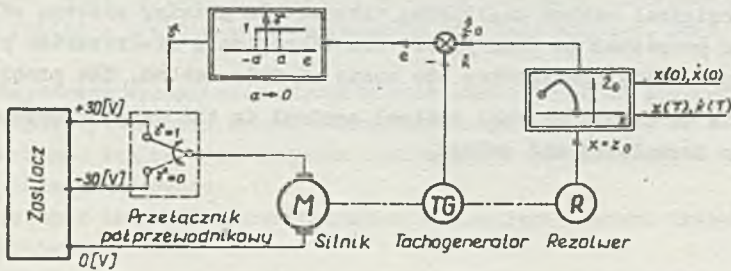 γ*
1
γ*
-a
a
e
a→0
e
-
ż₀
ẋ
ż₀
x(0), ẋ(0)
x(T), ẋ(T)
x = z₀
Zasilacz
+30[V]
-30[V]
0[V]
γ*=1
γ*=0
Przełącznik
półprzewodnikowy
M
Silnik
TG
Tachogenerator
R
Rezolwer